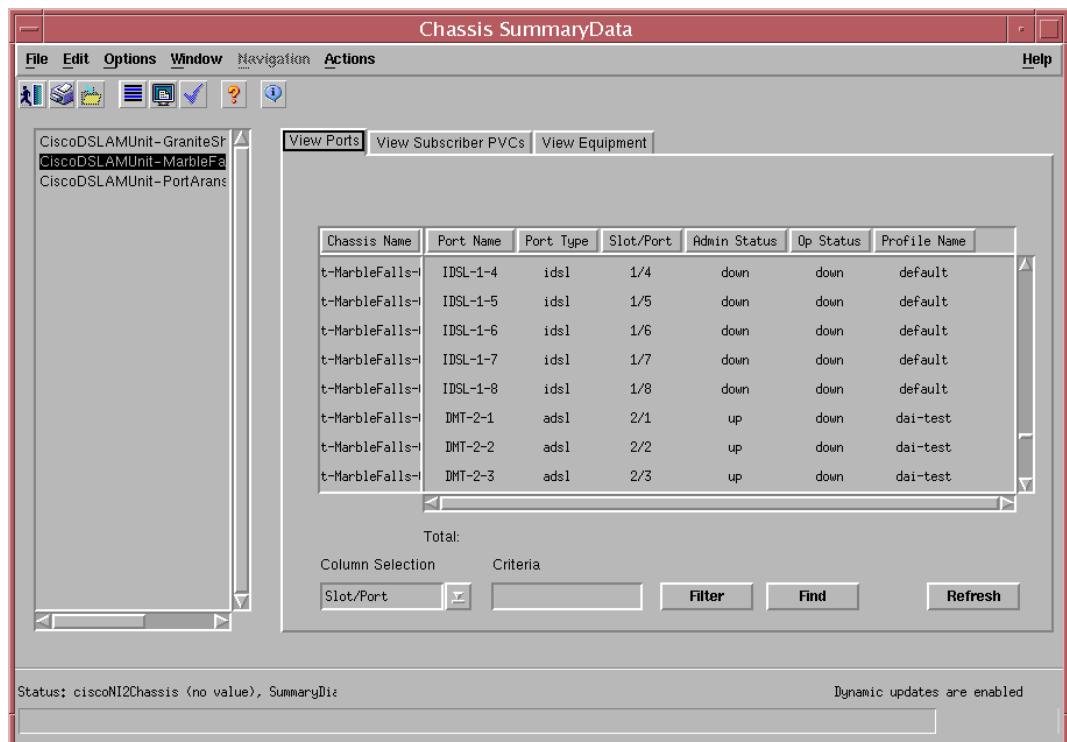 Chassis SummaryData
File Edit Options Window Navigation Actions Help
CiscoDSLAMUnit-GraniteSh
CiscoDSLAMUnit-MarbleFa
CiscoDSLAMUnit-PortArans
View Ports View Subscriber PVCs View Equipment
Chassis Name Port Name Port Type Slot/Port Admin Status Op Status Profile Name
t-MarbleFalls- IDSL-1-4 idsl 1/4 down down default
t-MarbleFalls- IDSL-1-5 idsl 1/5 down down default
t-MarbleFalls- IDSL-1-6 idsl 1/6 down down default
t-MarbleFalls- IDSL-1-7 idsl 1/7 down down default
t-MarbleFalls- IDSL-1-8 idsl 1/8 down down default
t-MarbleFalls- DMT-2-1 adsl 2/1 up down dai-test
t-MarbleFalls- DMT-2-2 adsl 2/2 up down dai-test
t-MarbleFalls- DMT-2-3 adsl 2/3 up down dai-test
Total:
Column Selection Criteria
Slot/Port Filter Find Refresh
Status: ciscoNI2Chassis (no value), SummaryDia
Dynamic updates are enabled